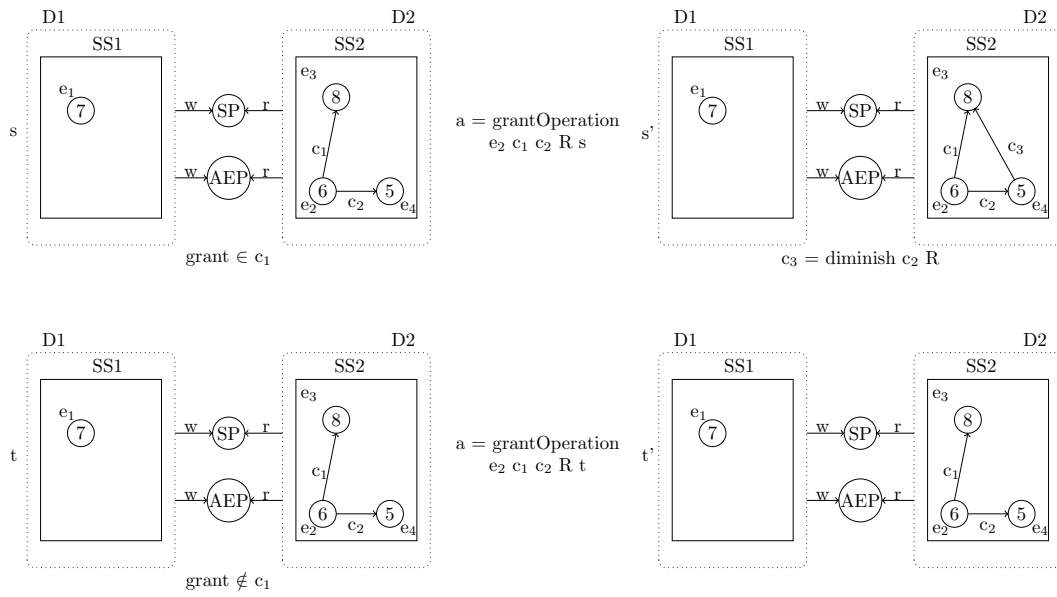 D1 D2
SS1 SS2
e₃
e₁ 8
7 w SP r
s c₁ a = grantOperation
e₂ c₁ c₂ R s
w AEP r 6 5
e₂ c₂ e₄
grant ∈ c₁
D1 D2
SS1 SS2
e₃
e₁ 8
7 w SP r
s' c₁ c₃
w AEP r 6 5
e₂ c₂ e₄
c₃ = diminish c₂ R
D1 D2
SS1 SS2
e₃
e₁ 8
7 w SP r
t c₁ a = grantOperation
e₂ c₁ c₂ R t
w AEP r 6 5
e₂ c₂ e₄
grant ∉ c₁
D1 D2
SS1 SS2
e₃
e₁ 8
7 w SP r
t' c₁
w AEP r 6 5
e₂ c₂ e₄